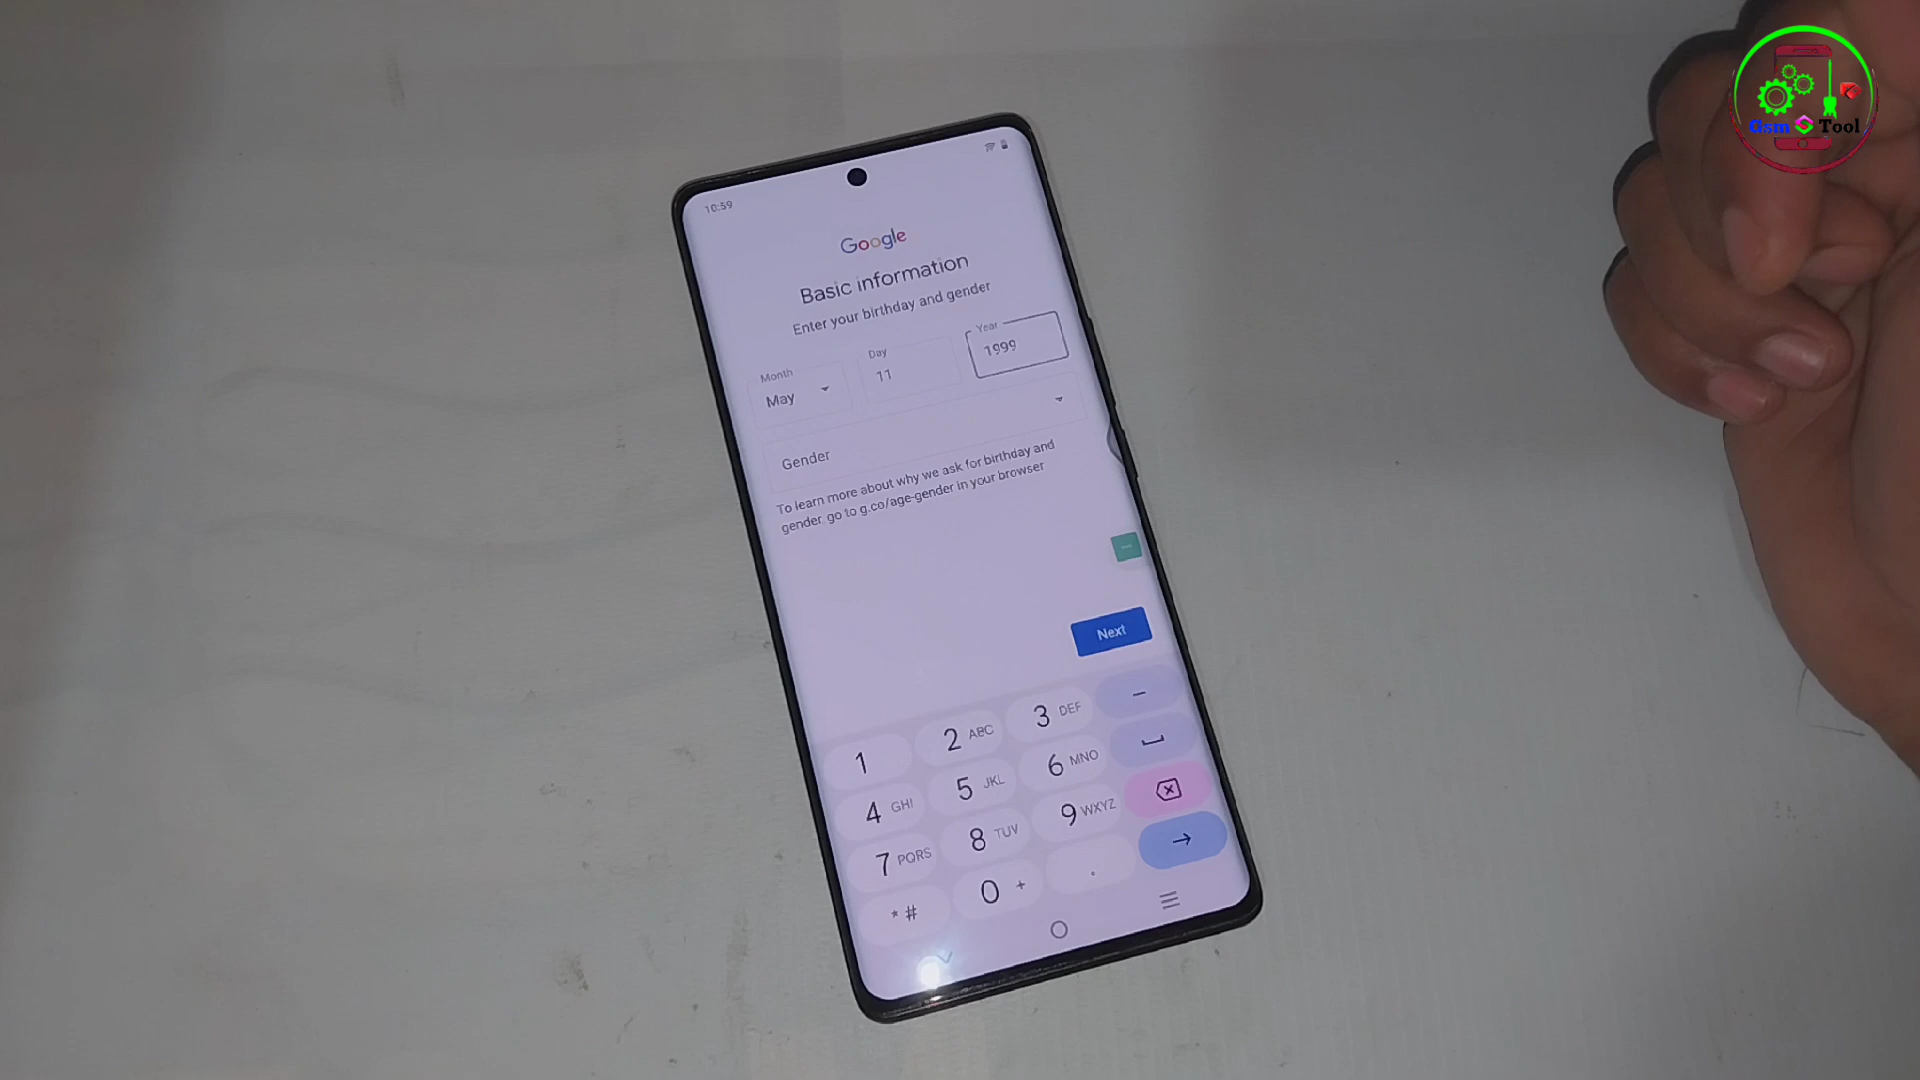 Gsm Tool
10:59
Google
Basic information
Enter your birthday and gender
Month
May
Day
11
Year
1999
Gender
To learn more about why we ask for birthday and
gender, go to g.co/age-gender in your browser
Next
1
2 ABC
3 DEF
-
4 GHI
5 JKL
6 MNO
7 PQRS
8 TUV
9 WXYZ
* #
0 +
.